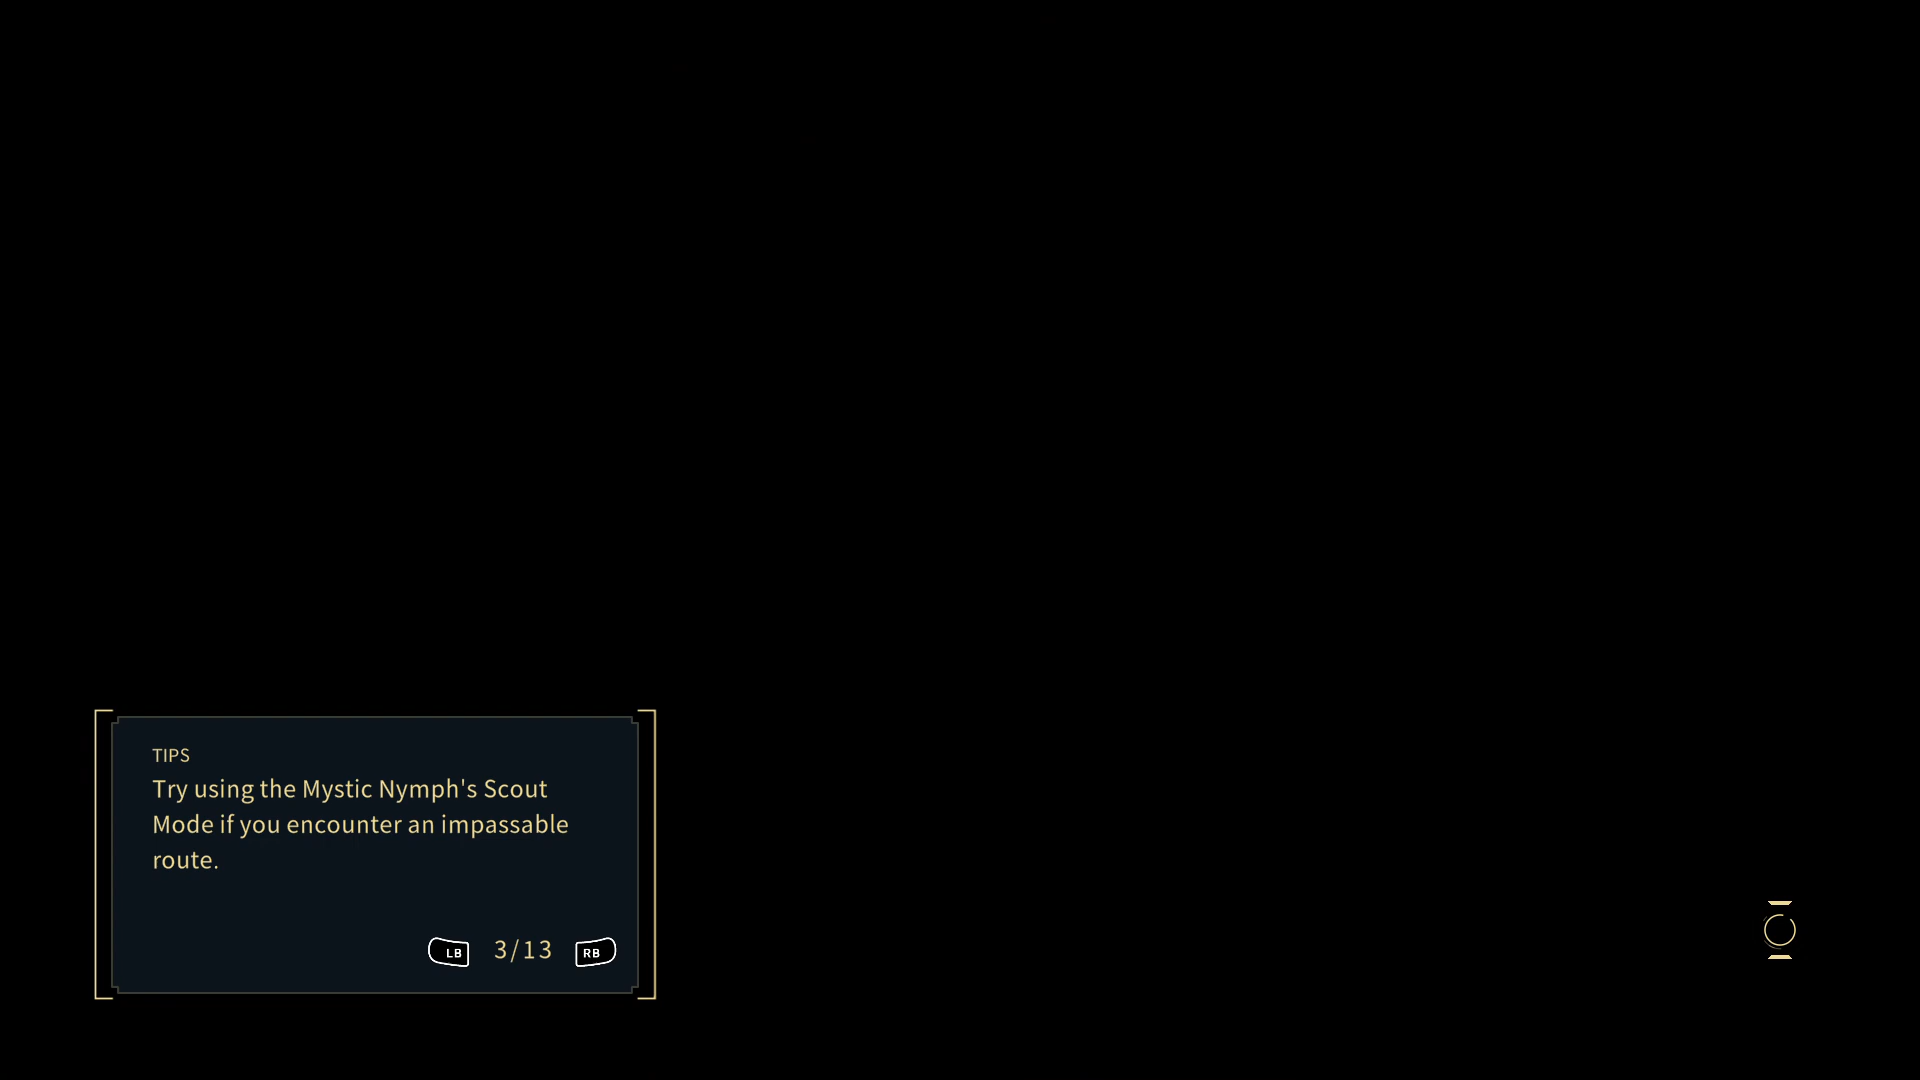 TIPS
Try using the Mystic Nymph's Scout
Mode if you encounter an impassable
route.
LB 3/13 RB